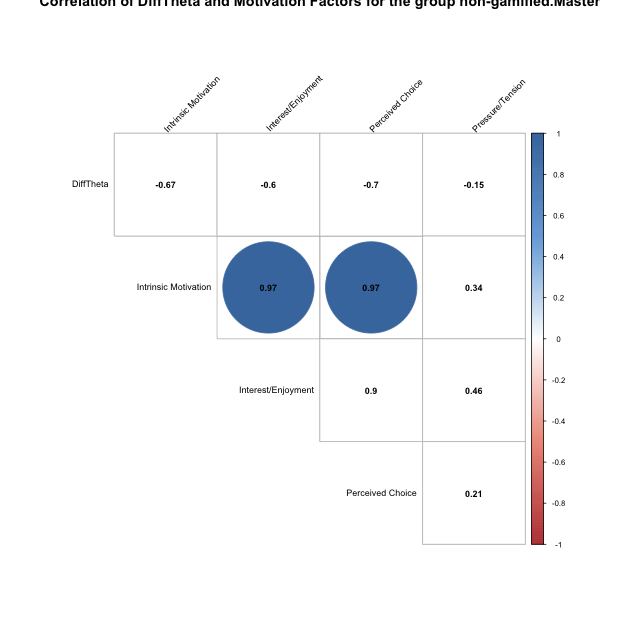 Correlation of DiffTheta and Motivation Factors for the group non-gamified.Master
Intrinsic Motivation
Interest/Enjoyment
Perceived Choice
Pressure/Tension
DiffTheta -0.67 -0.6 -0.7 -0.15
Intrinsic Motivation 0.97 0.97 0.34
Interest/Enjoyment 0.9 0.46
Perceived Choice 0.21
1
0.8
0.6
0.4
0.2
0
-0.2
-0.4
-0.6
-0.8
-1